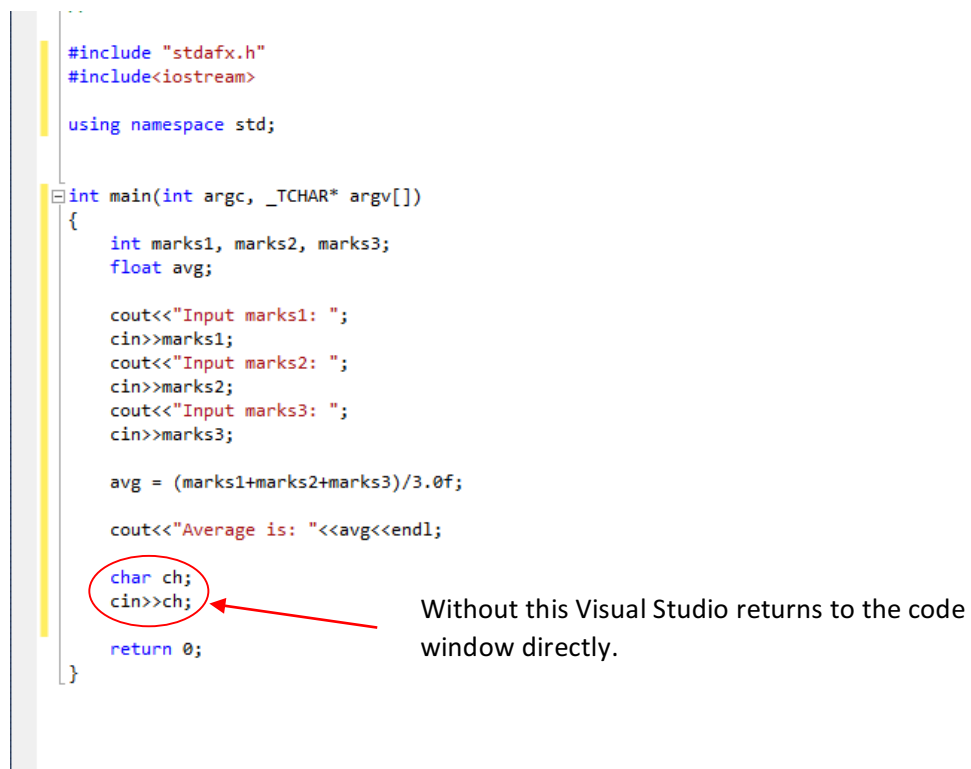 #include "stdafx.h"
#include<iostream>
using namespace std;
int main(int argc, _TCHAR* argv[])
{
int marks1, marks2, marks3;
float avg;
cout<<"Input marks1: ";
cin>>marks1;
cout<<"Input marks2: ";
cin>>marks2;
cout<<"Input marks3: ";
cin>>marks3;
avg = (marks1+marks2+marks3)/3.0f;
cout<<"Average is: "<<avg<<endl;
char ch;
cin>>ch;
Without this Visual Studio returns to the code
window directly.
return 0;
}